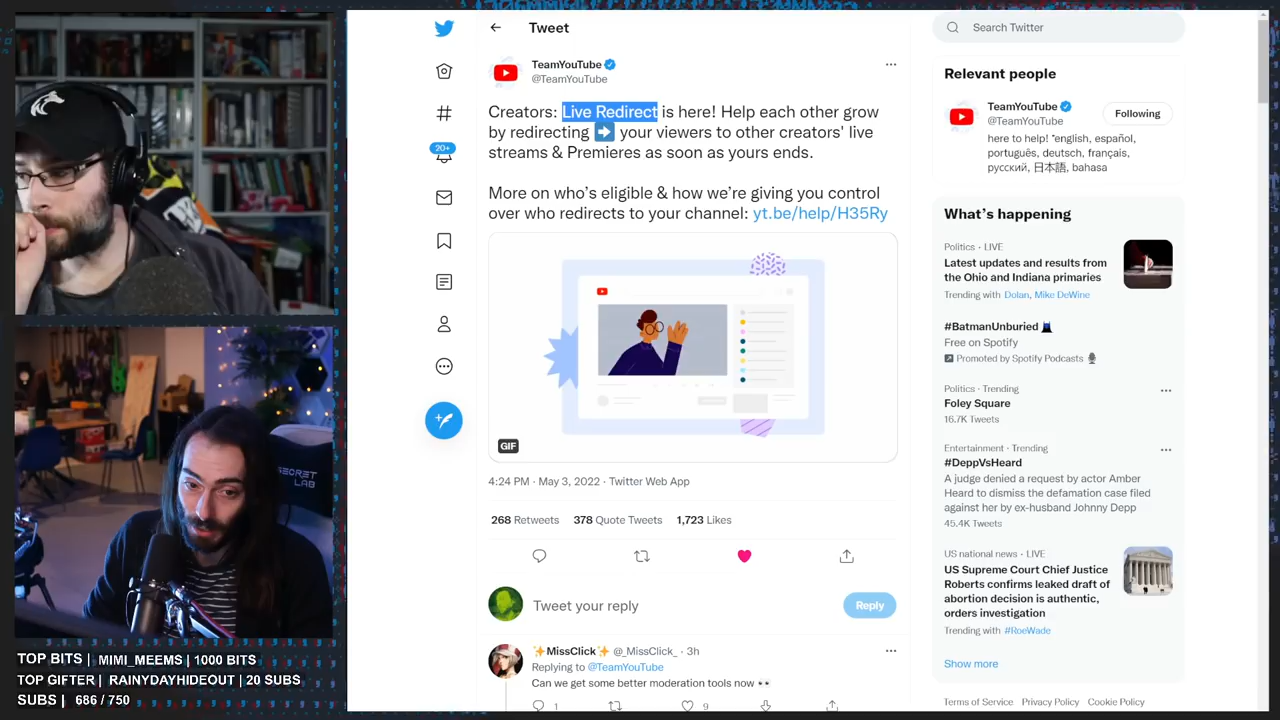 Tweet
Search Twitter
TeamYouTube
@TeamYouTube
Creators: Live Redirect is here! Help each other grow
by redirecting ➡ your viewers to other creators' live
streams & Premieres as soon as yours ends.
More on who's eligible & how we're giving you control
over who redirects to your channel: yt.be/help/H35Ry
GIF
4:24 PM · May 3, 2022 · Twitter Web App
268 Retweets 378 Quote Tweets 1,723 Likes
Tweet your reply
Reply
✨MissClick✨ @_MissClick_ · 3h
Replying to @TeamYouTube
Can we get some better moderation tools now 👀
1 9
20+
Relevant people
TeamYouTube
@TeamYouTube
Following
here to help! *english, español,
português, deutsch, français,
русский, 日本語, bahasa
What's happening
Politics · LIVE
Latest updates and results from
the Ohio and Indiana primaries
Trending with Dolan, Mike DeWine
#BatmanUnburied
Free on Spotify
Promoted by Spotify Podcasts
Politics · Trending
Foley Square
16.7K Tweets
Entertainment · Trending
#DeppVsHeard
A judge denied a request by actor Amber
Heard to dismiss the defamation case filed
against her by ex-husband Johnny Depp
45.4K Tweets
US national news · LIVE
US Supreme Court Chief Justice
Roberts confirms leaked draft of
abortion decision is authentic,
orders investigation
Trending with #RoeWade
Show more
Terms of Service Privacy Policy Cookie Policy
SECRET
LAB
TOP BITS | MIMI_MEEMS | 1000 BITS
TOP GIFTER | RAINYDAYHIDEOUT | 20 SUBS
SUBS | 686 / 750